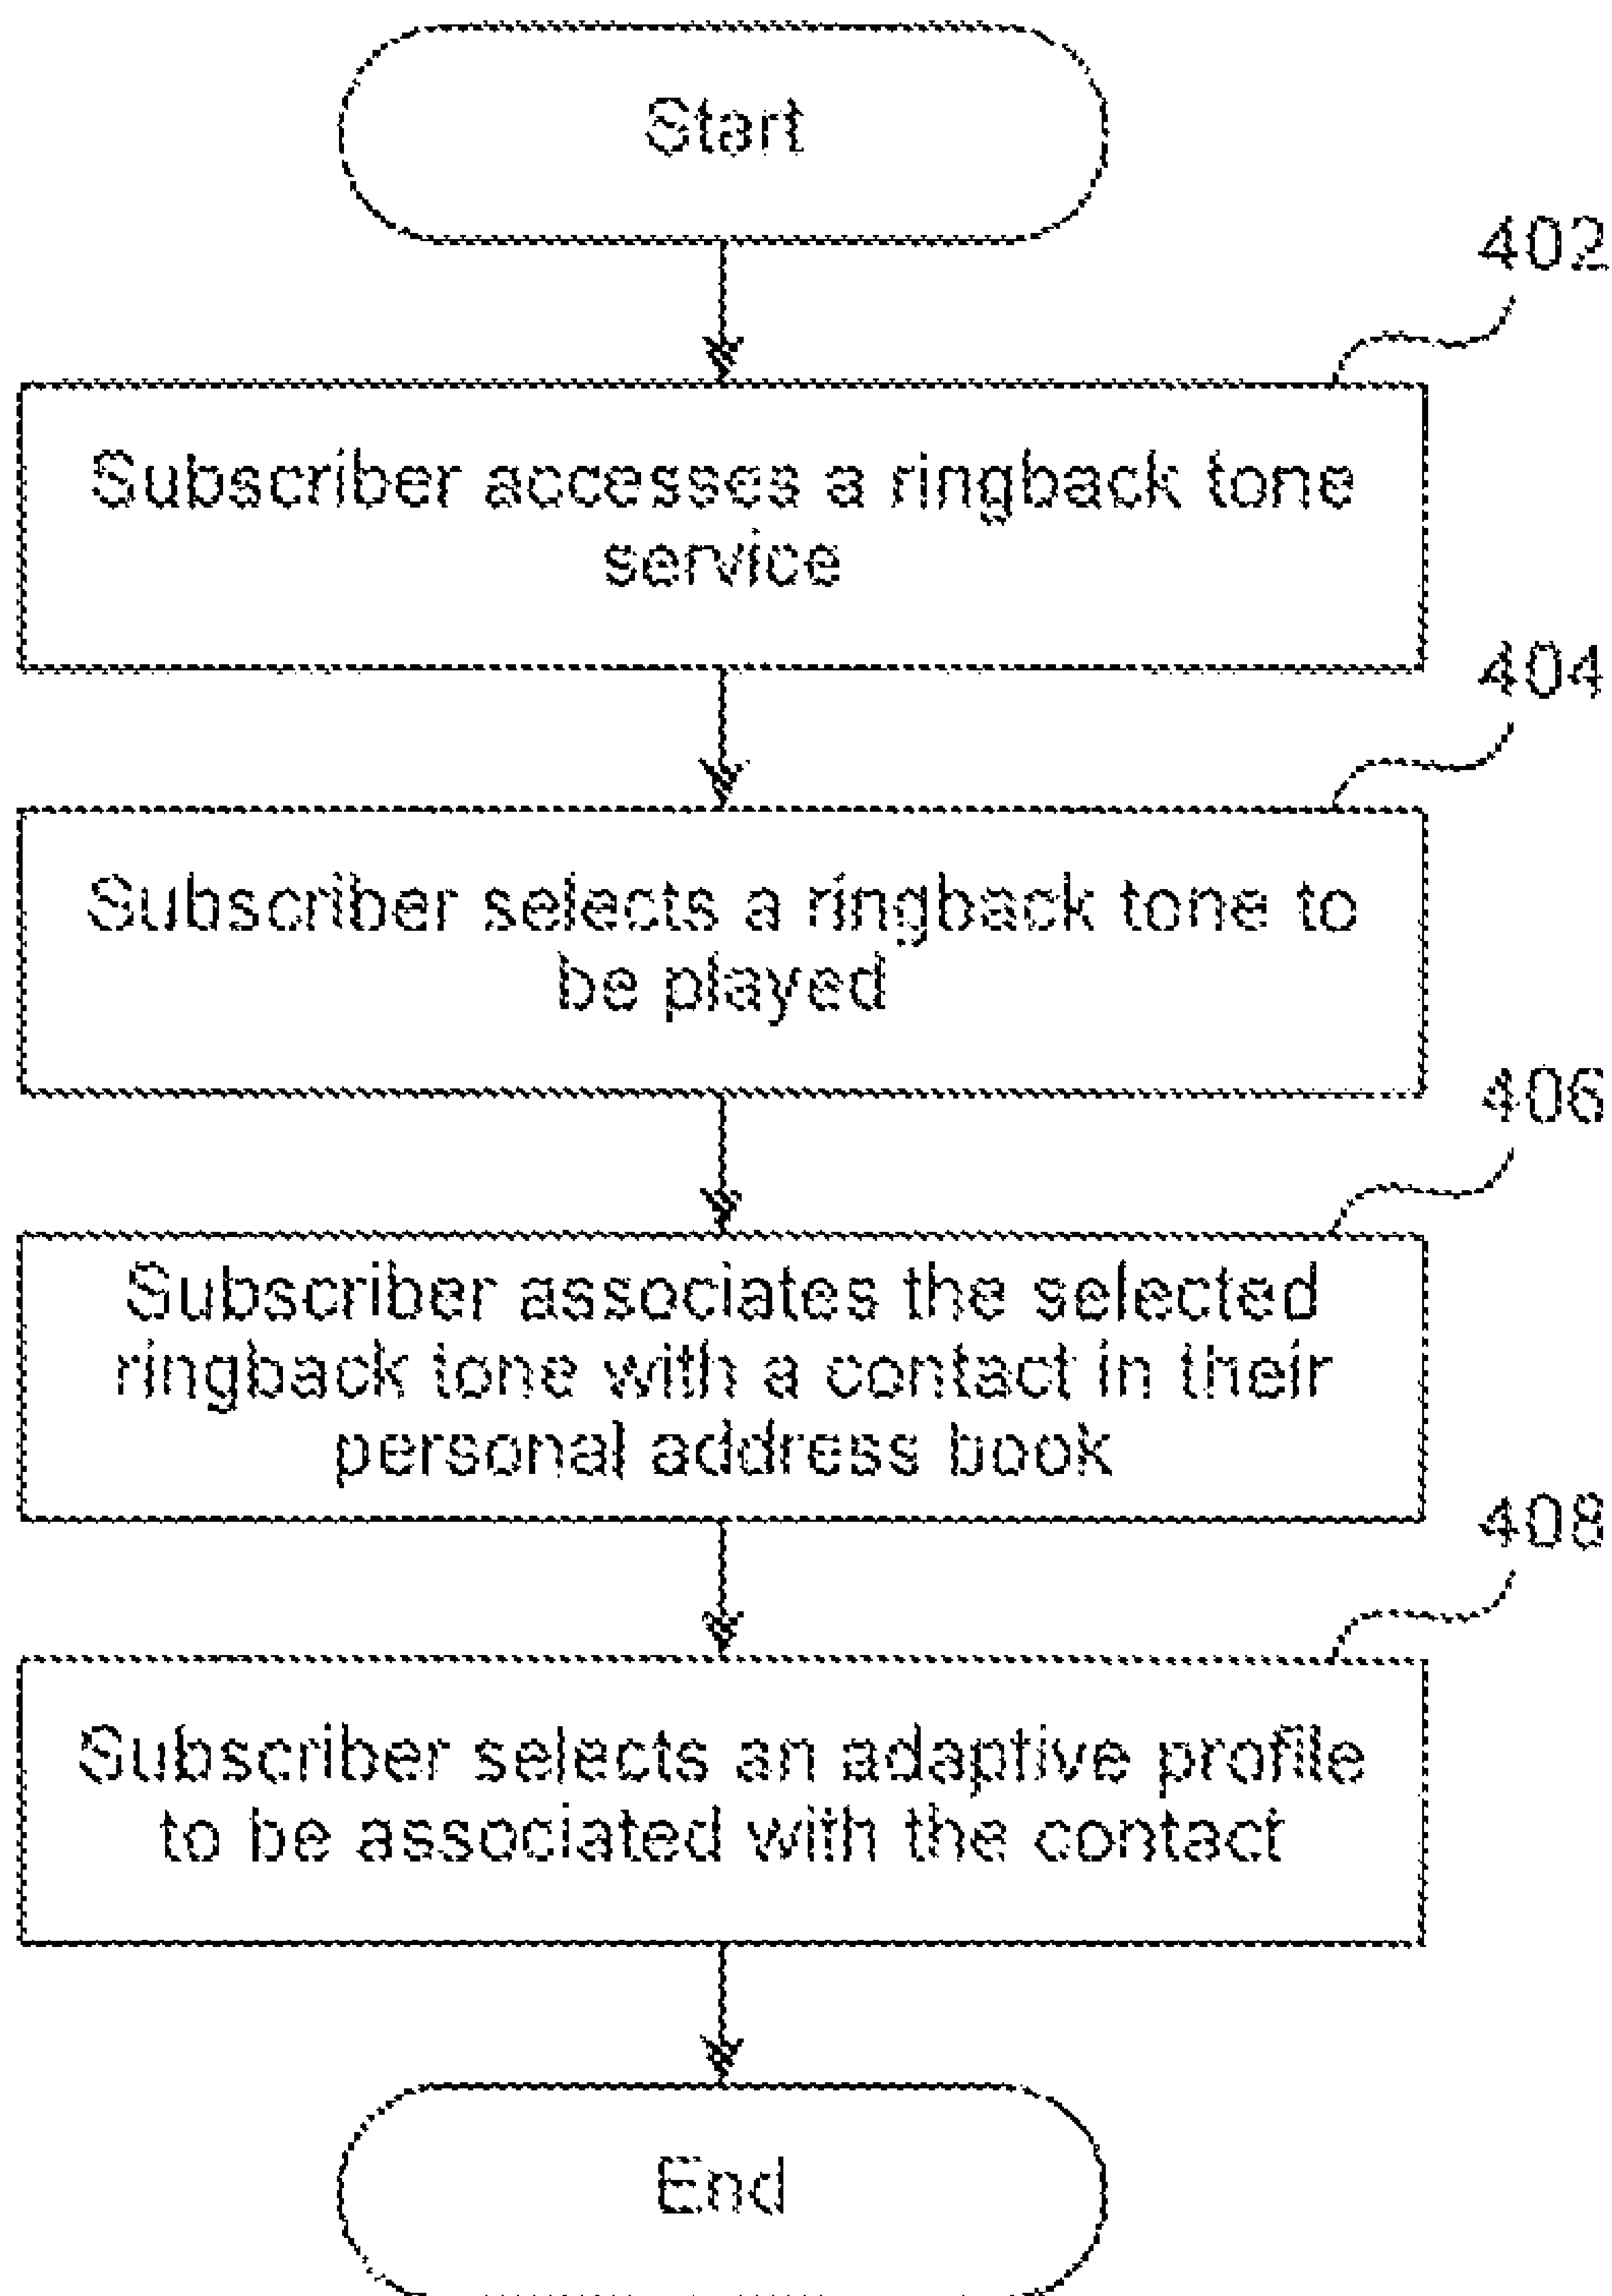 Start
402
Subscriber accesses a ringback tone
service
404
Subscriber selects a ringback tone to
be played
406
Subscriber associates the selected
ringback tone with a contact in their
personal address book
408
Subscriber selects an adaptive profile
to be associated with the contact
End